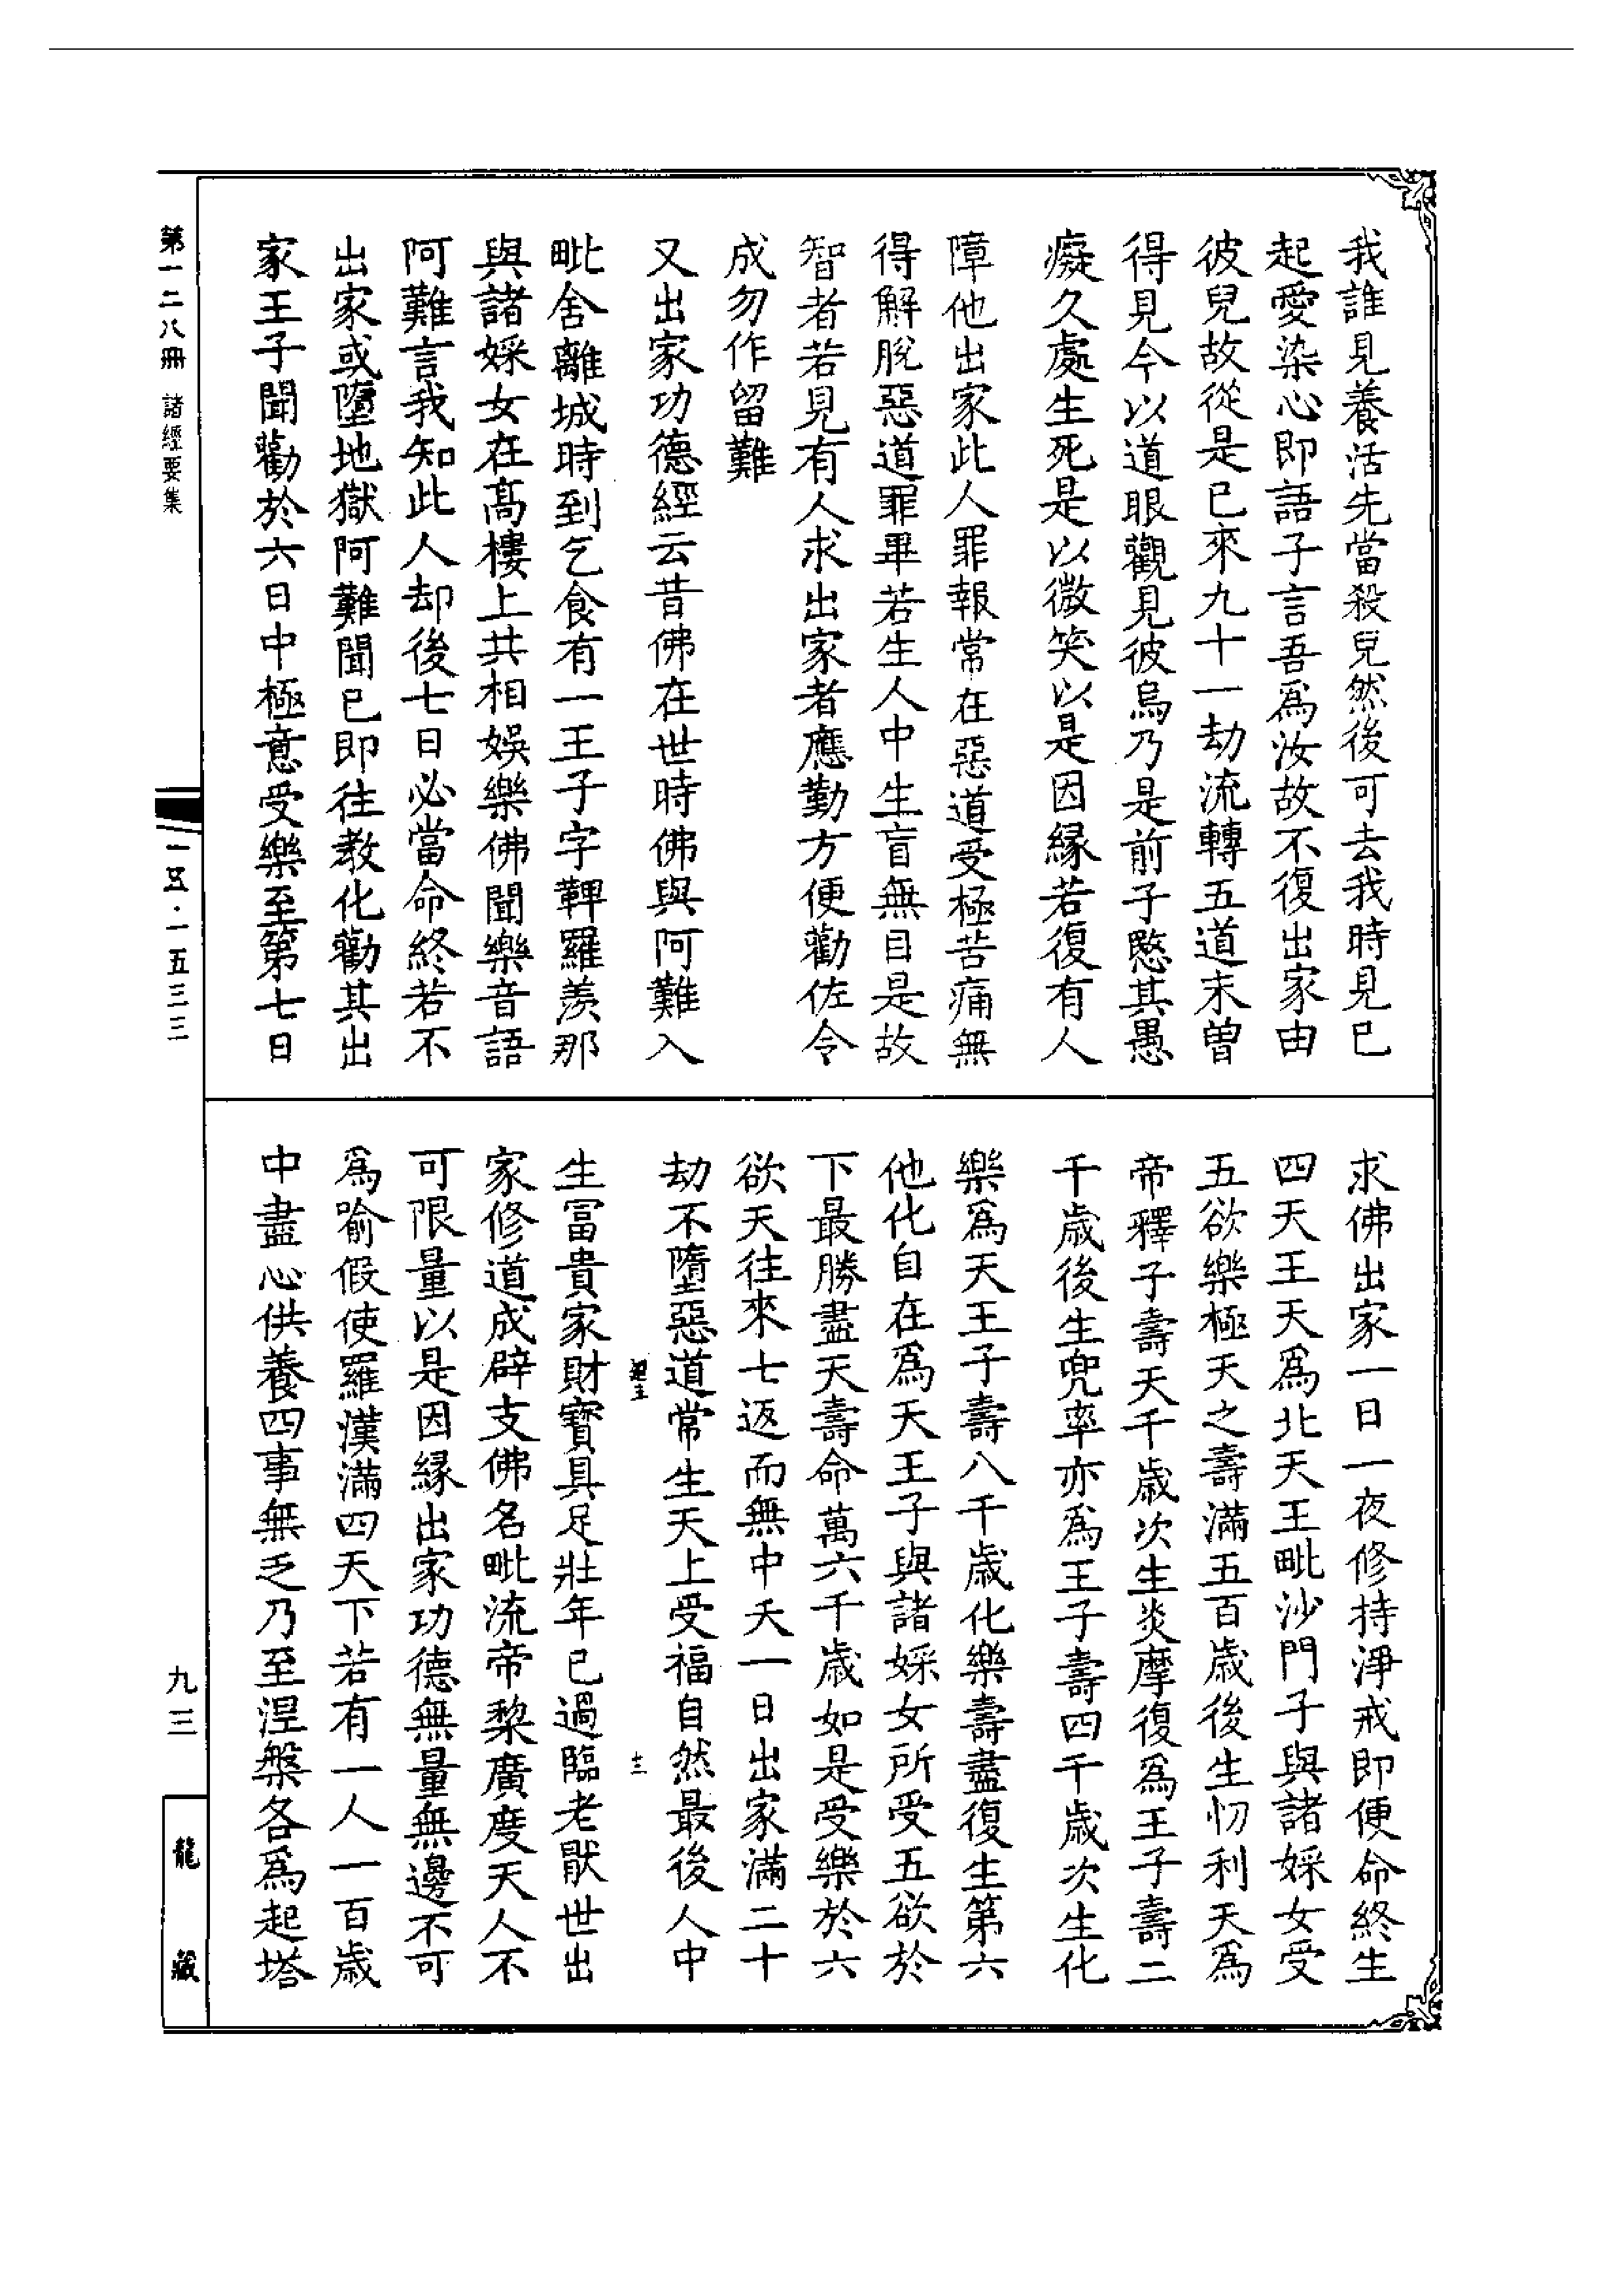 我誰見養活先當殺兒然後可去我時見已
起愛染心即語子言吾爲汝故不復出家由
彼兒故從是已來九十一劫流轉五道末曾
得見今以道眼觀見彼烏乃是前子愍其愚
癡久處生死是以微笑以是因縁若復有人
障他出家此人罪報常在惡道受極苦痛無
得解脫惡道罪畢若生人中生盲無目是故
智者若見有人求出家者應勤方便勸佐令
成勿作留難
又出家功德經云昔佛在世時佛與阿難入
毗舍離城時到乞食有一王子字鞞羅羨那
與諸婇女在髙樓上共相娛樂佛聞樂音語
阿難言我知此人却後七日必當命終若不
出家或墮地獄阿難聞已即往教化勸其出
家王子聞勸於六日中極意受樂至第七日
求佛出家一日一夜修持淨戒即便命終生
四天王天爲北天王毗沙門子與諸婇女受
五欲樂極天之壽滿五百歲後生忉利天爲
帝釋子壽天千歲次生炎摩復爲王子壽二
千歲後生兜率亦爲王子壽四千歲次生化
樂爲天王子壽八千歲化樂壽盡復生第六
他化自在爲天王子與諸婇女所受五欲於
下最勝盡天壽命萬六千歲如是受樂於六
欲天往來七返而無中夭一日出家滿二十
劫不墮惡道常生天上受福自然最後人中
生冨貴家財寳具足壯年已過臨老猒世出
家修道成辟支佛名毗流帝棃廣度天人不
可限量以是因縁出家功德無量無邊不可
爲喻假使羅漢滿四天下若有一人一百歲
中盡心供養四事無乏乃至涅槃各爲起塔
十三
第一二八冊 諸經要集
一五·一五三三
九三
龍藏